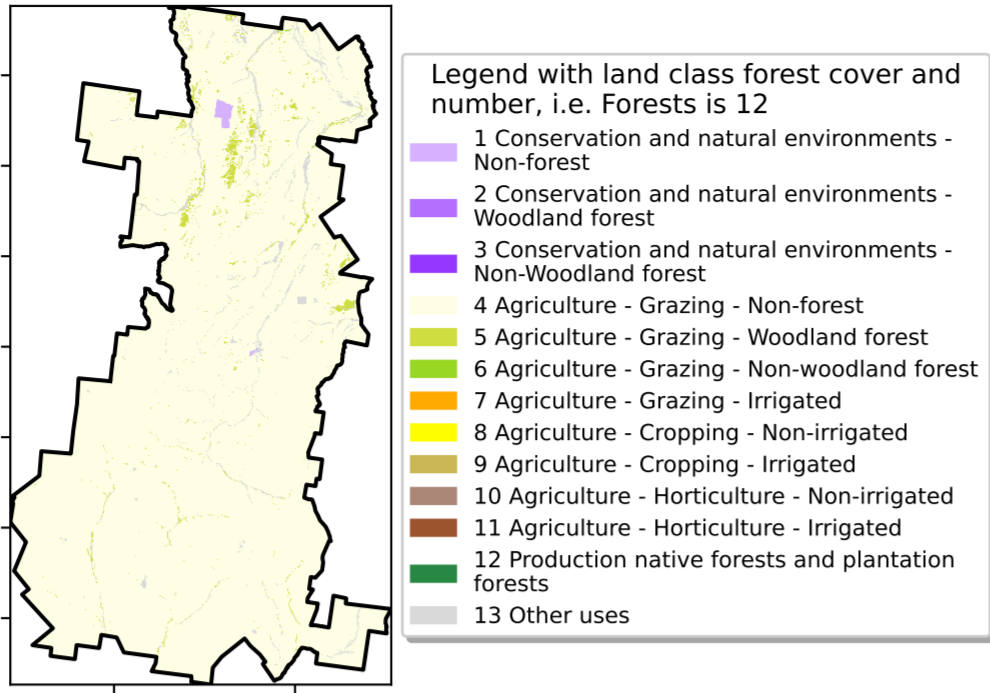 Legend with land class forest cover and
number, i.e. Forests is 12
1 Conservation and natural environments -
Non-forest
2 Conservation and natural environments -
Woodland forest
3 Conservation and natural environments -
Non-Woodland forest
4 Agriculture - Grazing - Non-forest
5 Agriculture - Grazing - Woodland forest
6 Agriculture - Grazing - Non-woodland forest
7 Agriculture - Grazing - Irrigated
8 Agriculture - Cropping - Non-irrigated
9 Agriculture - Cropping - Irrigated
10 Agriculture - Horticulture - Non-irrigated
11 Agriculture - Horticulture - Irrigated
12 Production native forests and plantation
forests
13 Other uses